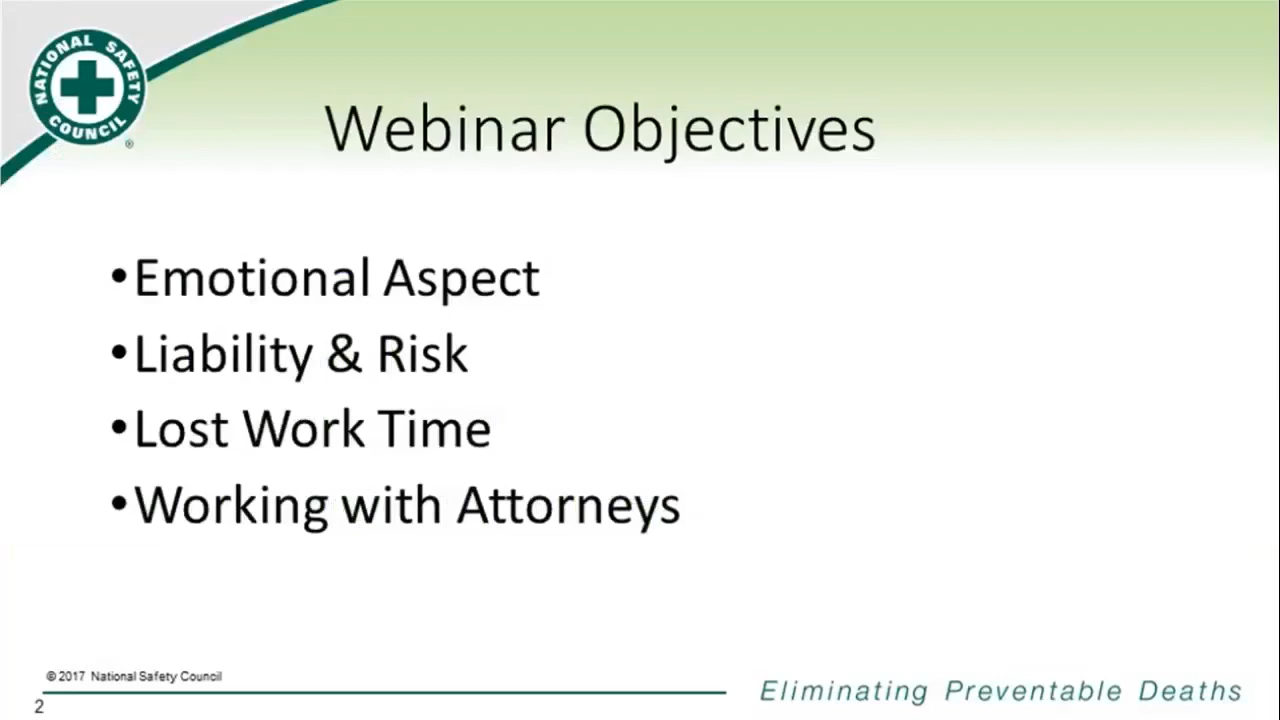 NATIONAL SAFETY
COUNCIL
®
Webinar Objectives
•Emotional Aspect
•Liability & Risk
•Lost Work Time
•Working with Attorneys
© 2017 National Safety Council
Eliminating Preventable Deaths
2